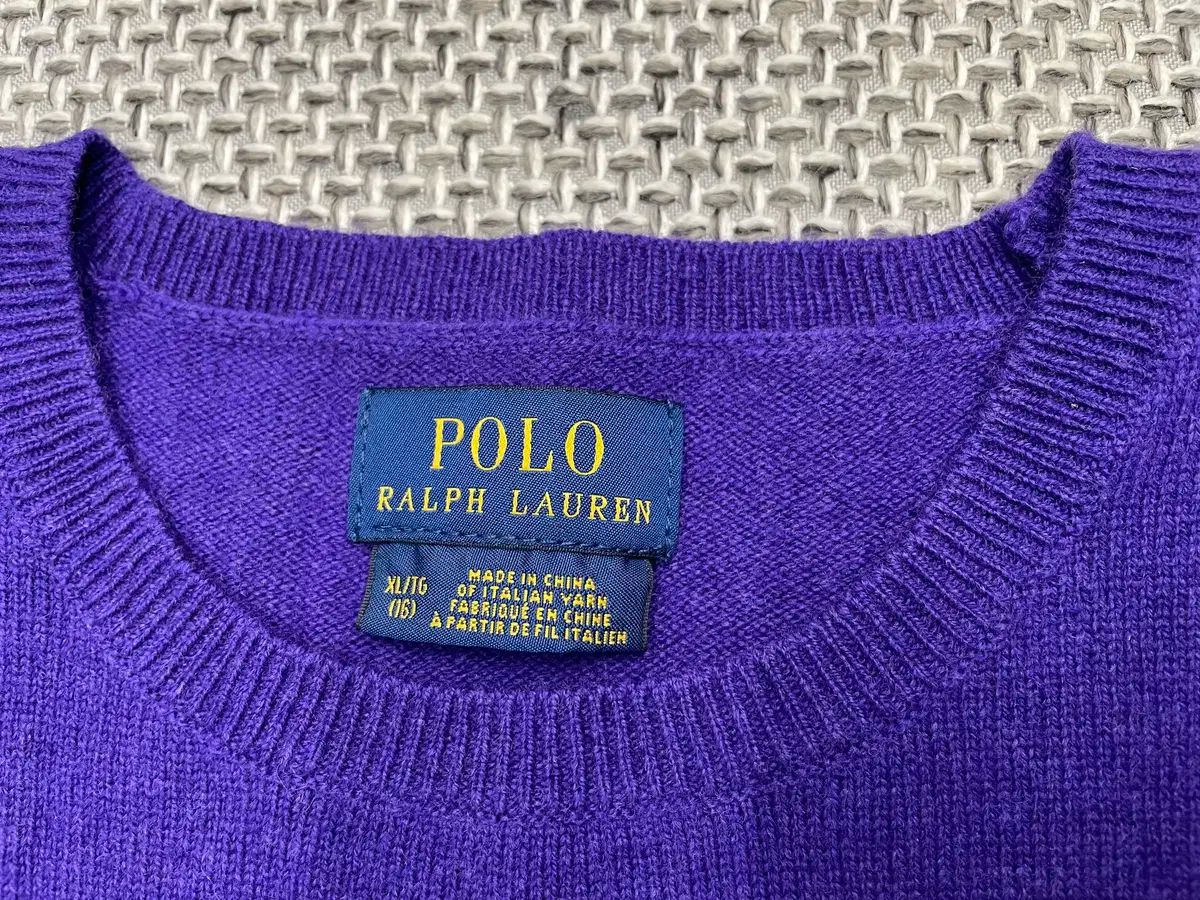 POLO
RALPH LAUREN
XL/TG
(16)
MADE IN CHINA
OF ITALIAN YARN
FABRIQUÉ EN CHINE
À PARTIR DE FIL ITALIEN